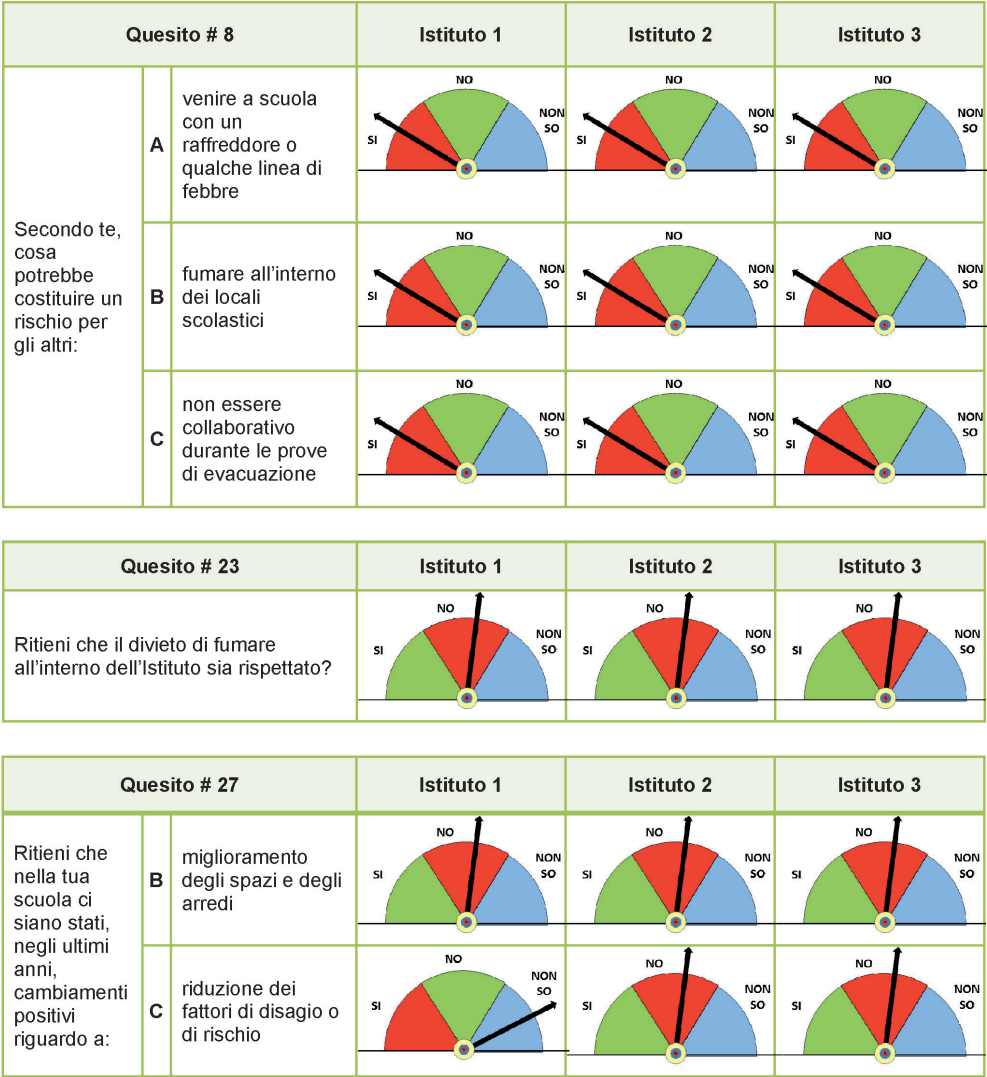 Quesito # 8
Istituto 1
Istituto 2
Istituto 3
Secondo te,
cosa
potrebbe
costituire un
rischio per
gli altri:
A
venire a scuola
con un
raffreddore o
qualche linea di
febbre
NO
SI
NON
SO
NO
SI
NON
SO
NO
SI
NON
SO
B
fumare all'interno
dei locali
scolastici
NO
SI
NON
SO
NO
SI
NON
SO
NO
SI
NON
SO
C
non essere
collaborativo
durante le prove
di evacuazione
NO
SI
NON
SO
NO
SI
NON
SO
NO
SI
NON
SO
Quesito # 23
Istituto 1
Istituto 2
Istituto 3
Ritieni che il divieto di fumare
all'interno dell'Istituto sia rispettato?
NO
SI
NON
SO
NO
SI
NON
SO
NO
SI
NON
SO
Quesito # 27
Istituto 1
Istituto 2
Istituto 3
Ritieni che
nella tua
scuola ci
siano stati,
negli ultimi
anni,
cambiamenti
positivi
riguardo a:
B
miglioramento
degli spazi e degli
arredi
NO
SI
NON
SO
NO
SI
NON
SO
NO
SI
NON
SO
C
riduzione dei
fattori di disagio o
di rischio
NO
SI
NON
SO
NO
SI
NON
SO
NO
SI
NON
SO